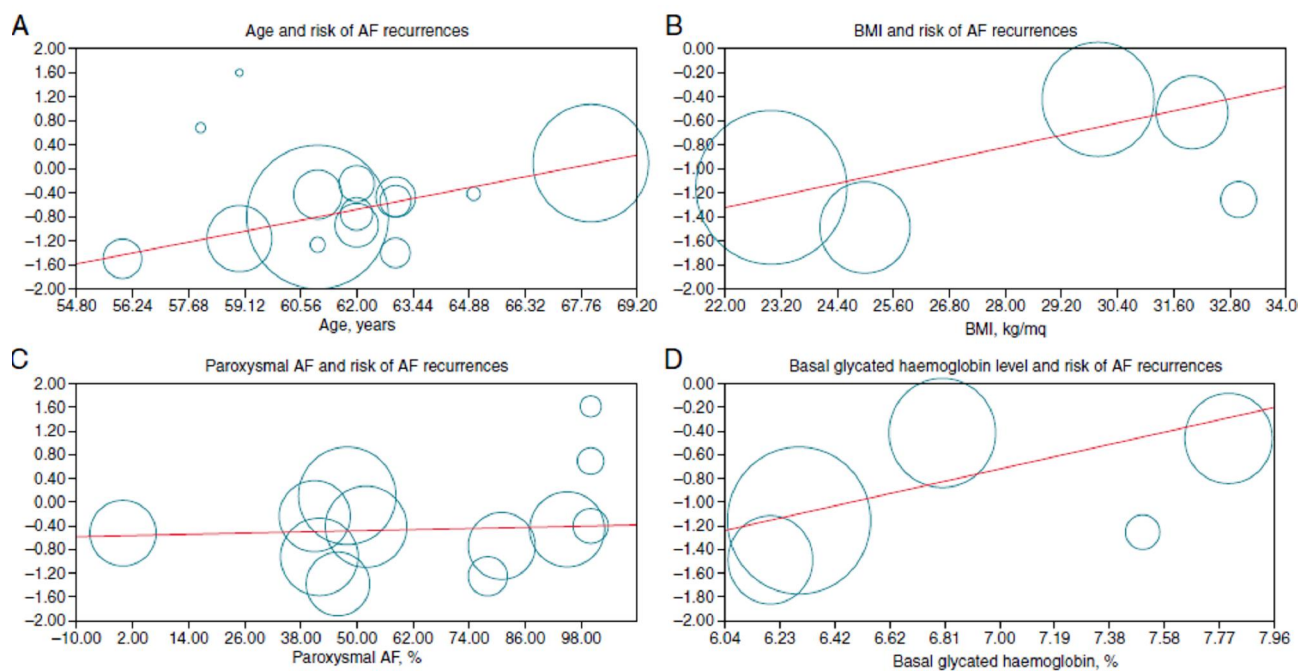 A
Age and risk of AF recurrences
2.00
1.60
1.20
0.80
0.40
0.00
−0.40
−0.80
−1.20
−1.60
−2.00
54.80 56.24 57.68 59.12 60.56 62.00 63.44 64.88 66.32 67.76 69.20
Age, years
B
BMI and risk of AF recurrences
0.00
−0.20
−0.40
−0.60
−0.80
−1.00
−1.20
−1.40
−1.60
−1.80
−2.00
22.00 23.20 24.40 25.60 26.80 28.00 29.20 30.40 31.60 32.80 34.00
BMI, kg/mq
C
Paroxysmal AF and risk of AF recurrences
2.00
1.60
1.20
0.80
0.40
0.00
−0.40
−0.80
−1.20
−1.60
−2.00
−10.00 2.00 14.00 26.00 38.00 50.00 62.00 74.00 86.00 98.00
Paroxysmal AF, %
D
Basal glycated haemoglobin level and risk of AF recurrences
0.00
−0.20
−0.40
−0.60
−0.80
−1.00
−1.20
−1.40
−1.60
−1.80
−2.00
6.04 6.23 6.42 6.62 6.81 7.00 7.19 7.38 7.58 7.77 7.96
Basal glycated haemoglobin, %